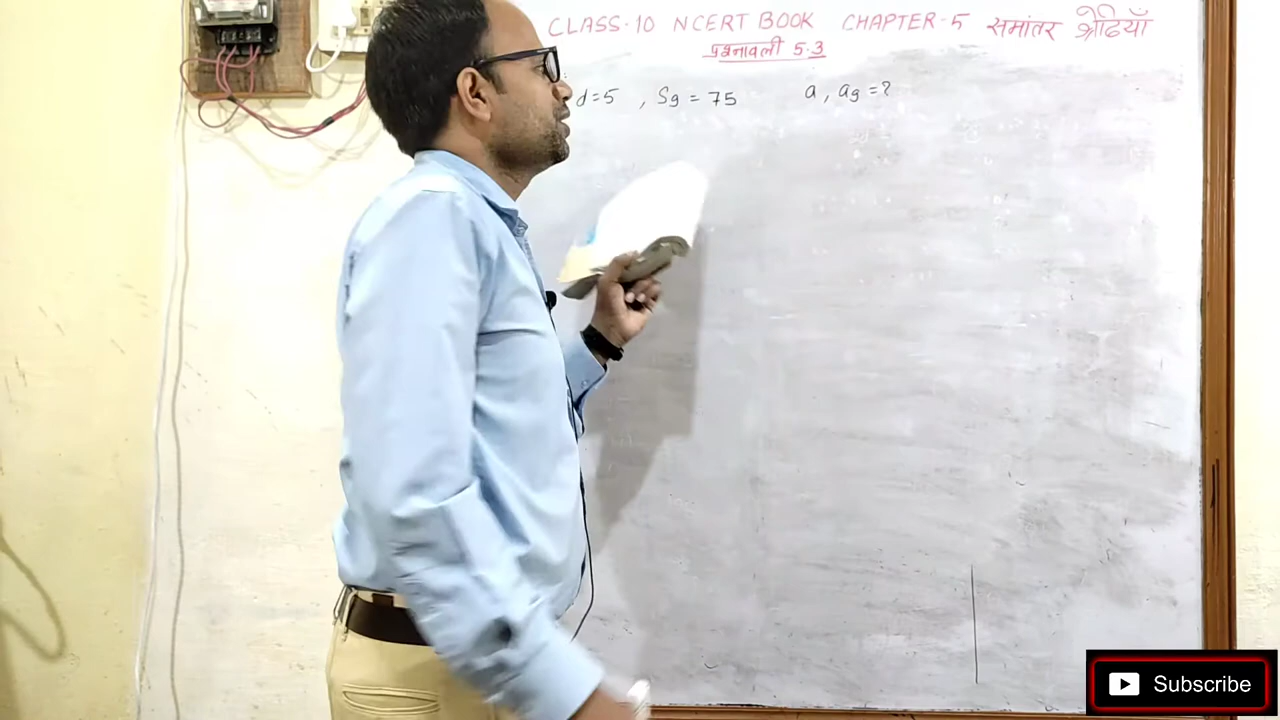 CLASS-10 NCERT BOOK CHAPTER-5 समांतर श्रेढियाँ
प्रश्नावली 5.3
d=5 , S9 = 75 a, a9 = ?
Subscribe